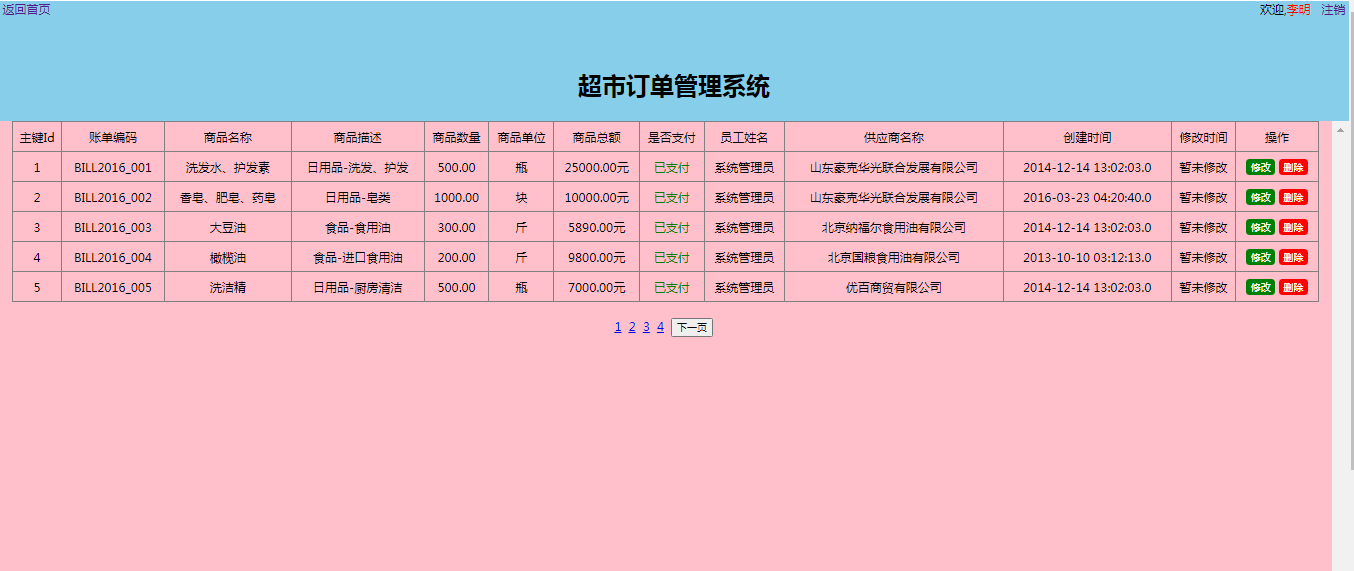 返回首页 欢迎,李明 注销
超市订单管理系统
主键Id 账单编码 商品名称 商品描述 商品数量 商品单位 商品总额 是否支付 员工姓名 供应商名称 创建时间 修改时间 操作
1 BILL2016_001 洗发水、护发素 日用品-洗发、护发 500.00 瓶 25000.00元 已支付 系统管理员 山东豪克华光联合发展有限公司 2014-12-14 13:02:03.0 暂未修改 修改 删除
2 BILL2016_002 香皂、肥皂、药皂 日用品-皂类 1000.00 块 10000.00元 已支付 系统管理员 山东豪克华光联合发展有限公司 2016-03-23 04:20:40.0 暂未修改 修改 删除
3 BILL2016_003 大豆油 食品-食用油 300.00 斤 5890.00元 已支付 系统管理员 北京纳福尔食用油有限公司 2014-12-14 13:02:03.0 暂未修改 修改 删除
4 BILL2016_004 橄榄油 食品-进口食用油 200.00 斤 9800.00元 已支付 系统管理员 北京国粮食用油有限公司 2013-10-10 03:12:13.0 暂未修改 修改 删除
5 BILL2016_005 洗洁精 日用品-厨房清洁 500.00 瓶 7000.00元 已支付 系统管理员 优百商贸有限公司 2014-12-14 13:02:03.0 暂未修改 修改 删除
1 2 3 4 下一页